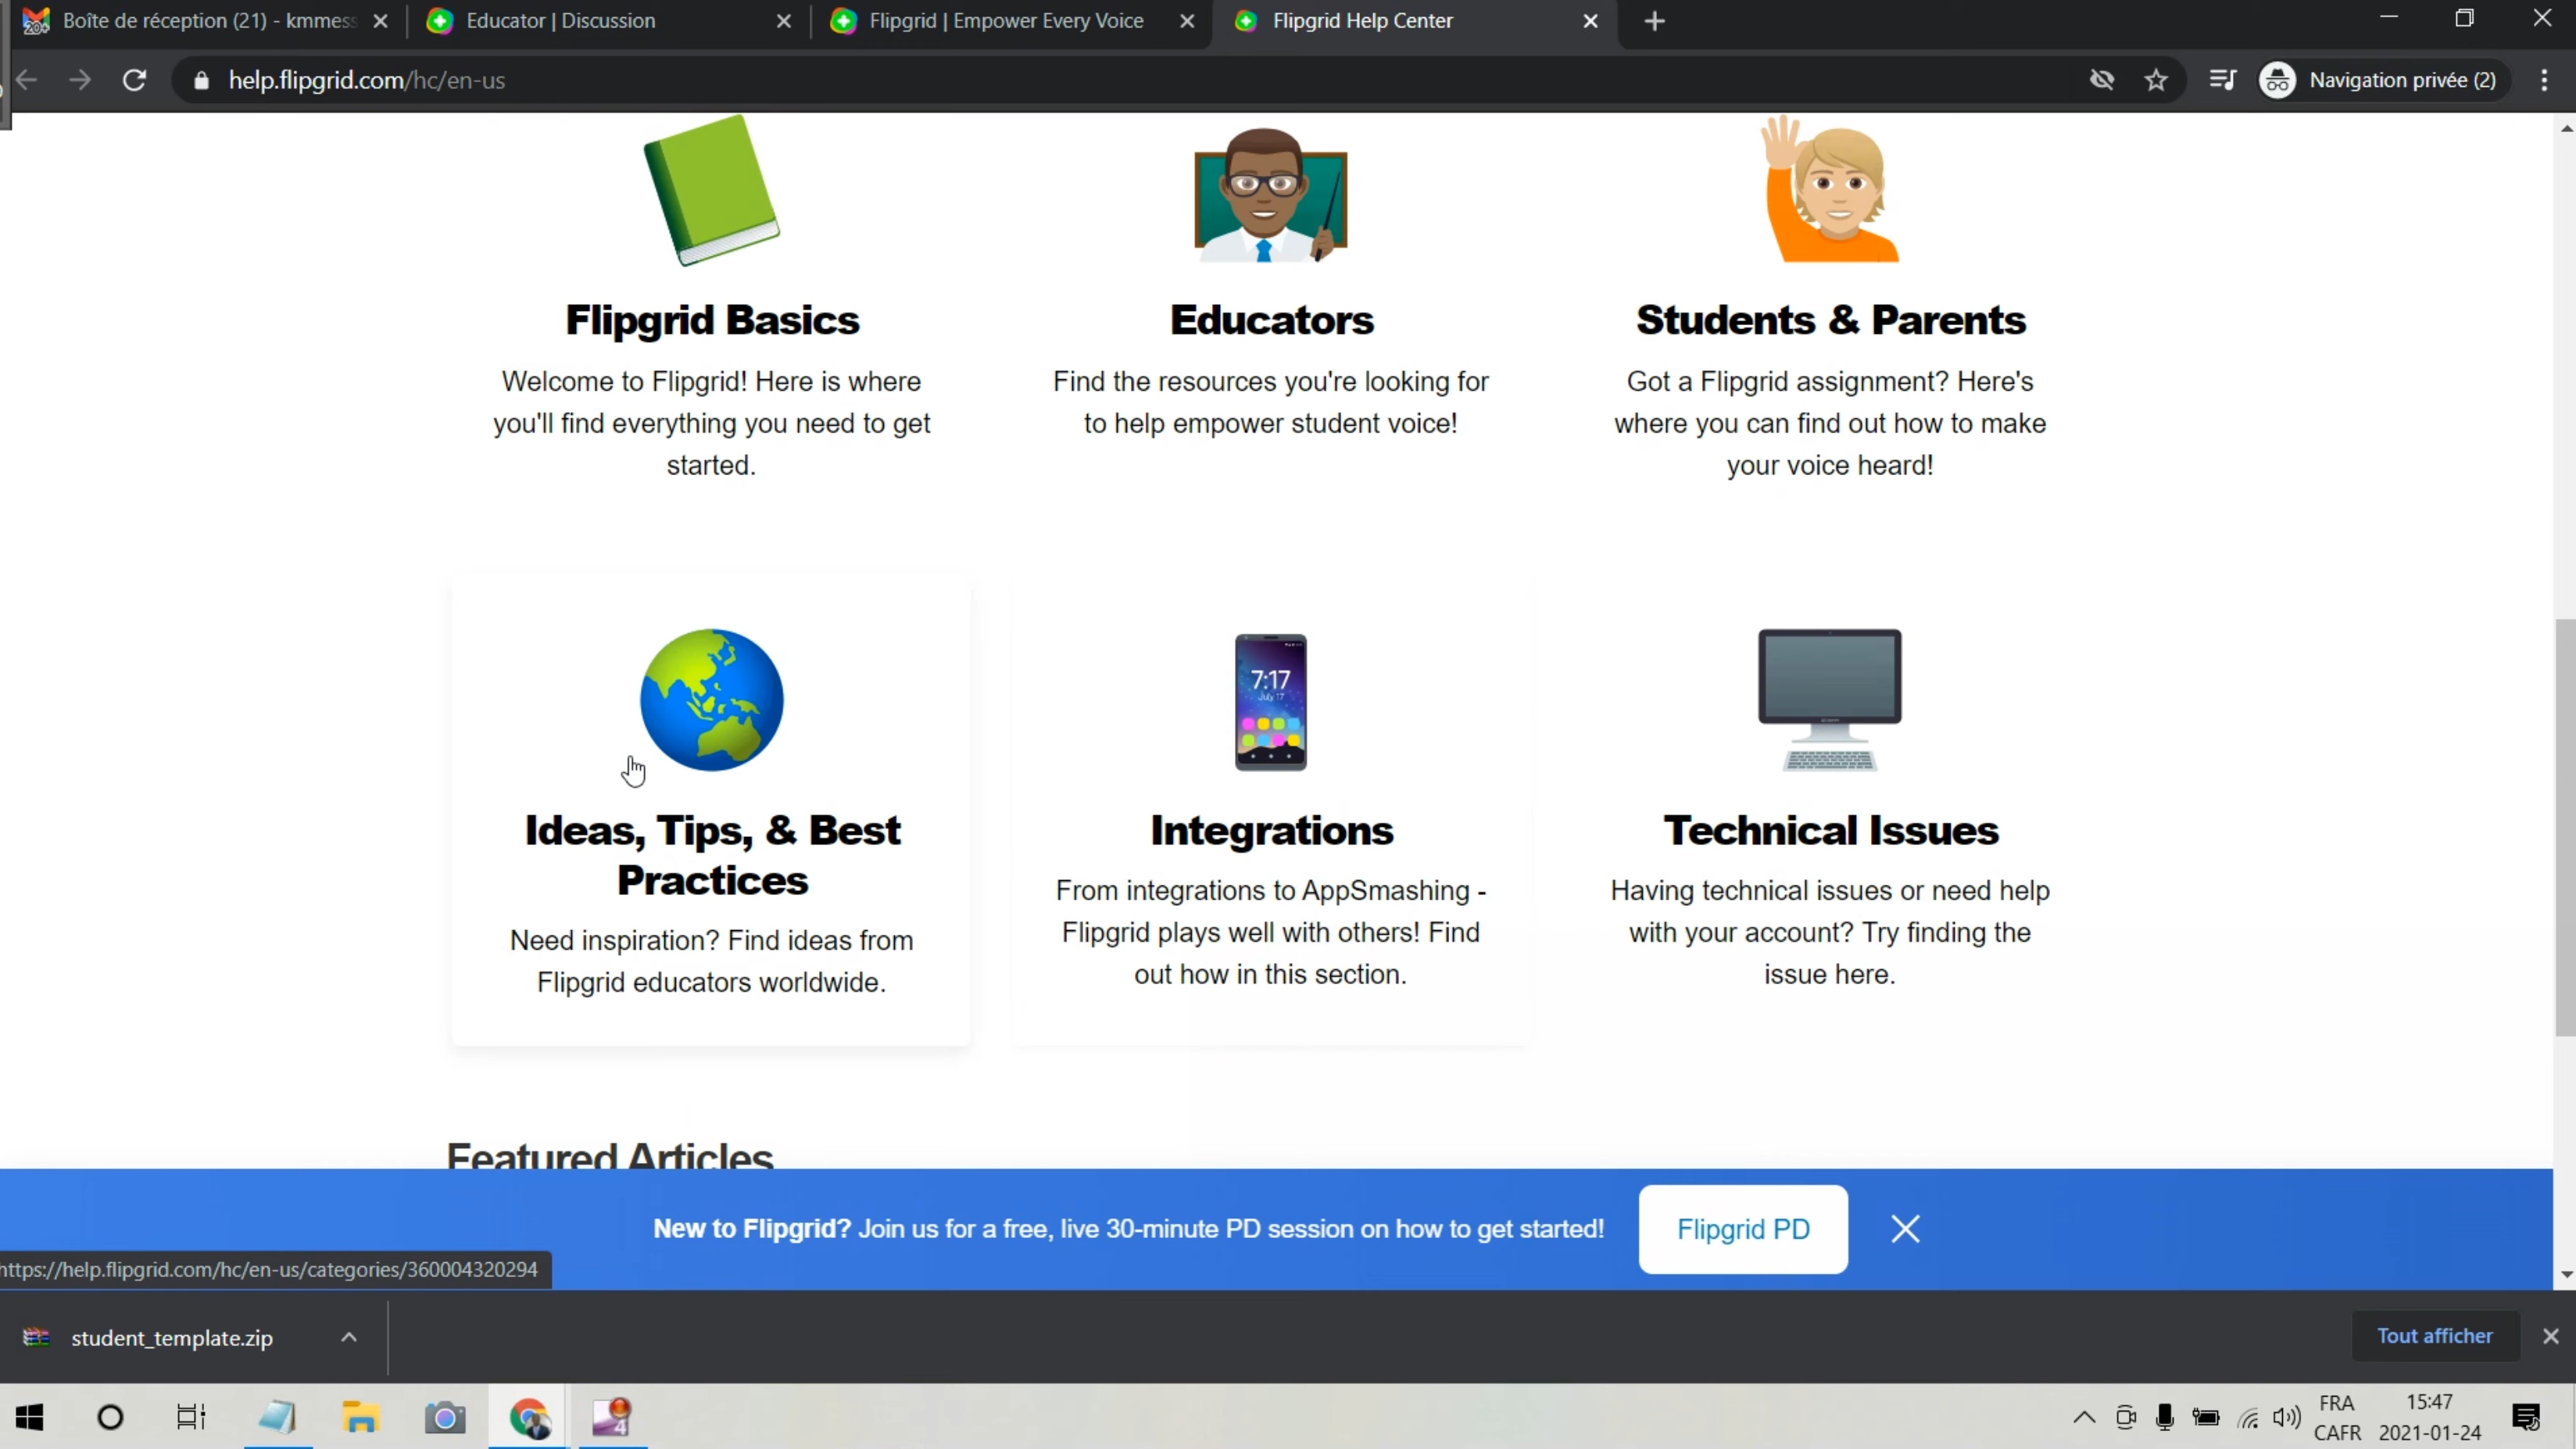 Boîte de réception (21) - kmmess
Educator | Discussion
Flipgrid | Empower Every Voice
Flipgrid Help Center
help.flipgrid.com/hc/en-us
Navigation privée (2)
Flipgrid Basics
Welcome to Flipgrid! Here is where
you'll find everything you need to get
started.
Educators
Find the resources you're looking for
to help empower student voice!
Students & Parents
Got a Flipgrid assignment? Here's
where you can find out how to make
your voice heard!
7:17
July 17
Ideas, Tips, & Best
Practices
Need inspiration? Find ideas from
Flipgrid educators worldwide.
Integrations
From integrations to AppSmashing -
Flipgrid plays well with others! Find
out how in this section.
Technical Issues
Having technical issues or need help
with your account? Try finding the
issue here.
Featured Articles
New to Flipgrid? Join us for a free, live 30-minute PD session on how to get started!
Flipgrid PD
https://help.flipgrid.com/hc/en-us/categories/360004320294
student_template.zip
Tout afficher
FRA
CAFR
15:47
2021-01-24